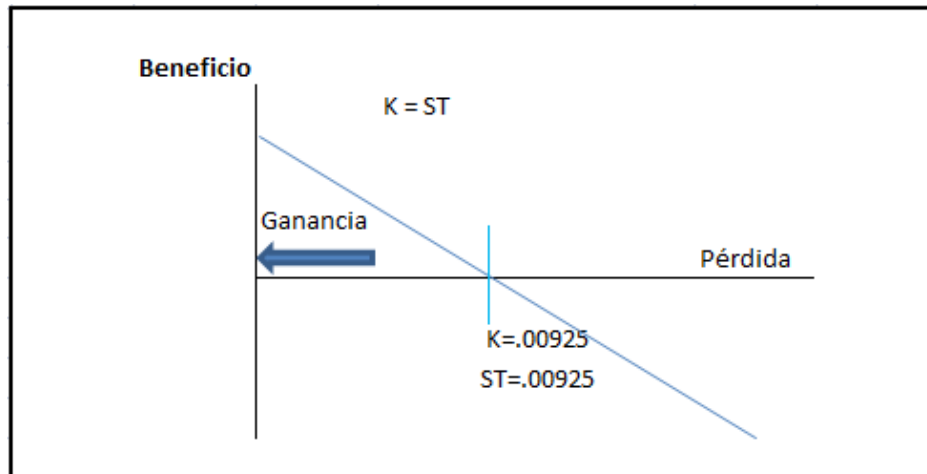 Beneficio
K = ST
Ganancia
Pérdida
K=.00925
ST=.00925